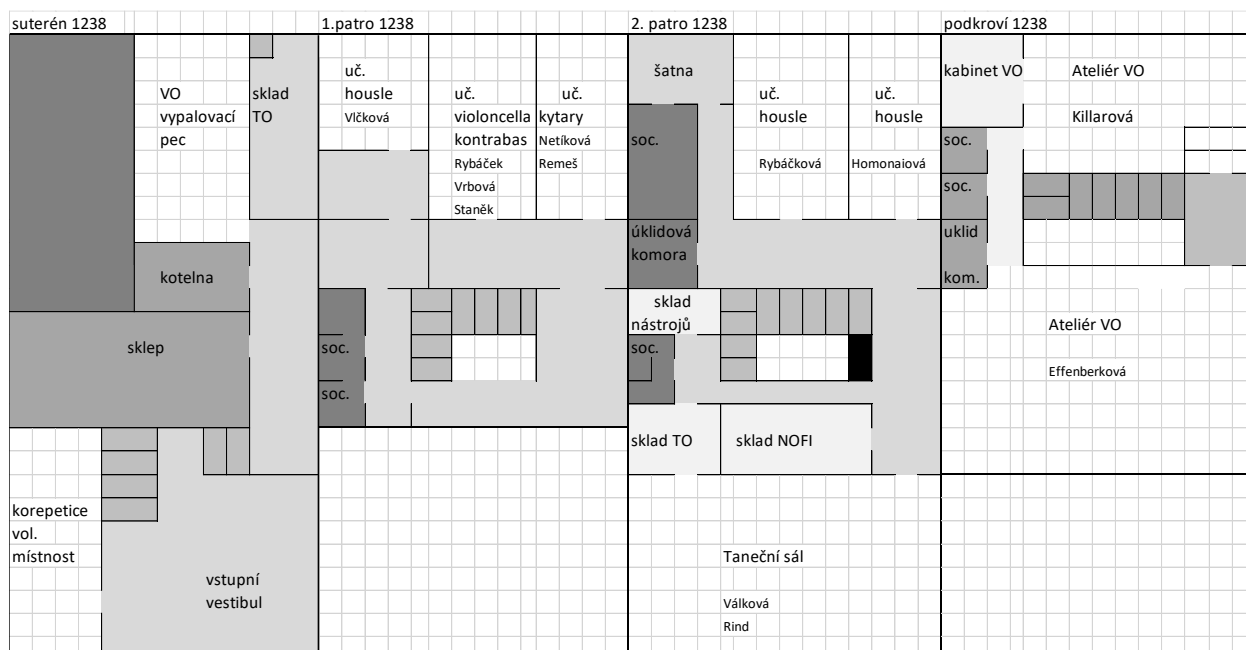 suterén 1238
VO
vypalovací
pec
sklad
TO
kotelna
sklep
korepetice
vol.
místnost
vstupní
vestibul
1.patro 1238
uč.
housle
Vlčková
uč.
violoncella
kontrabas
Rybáček
Vrbová
Staněk
uč.
kytary
Netíková
Remeš
soc.
soc.
2. patro 1238
šatna
soc.
uč.
housle
Rybáčková
uč.
housle
Homonaiová
úklidová
komora
sklad
nástrojů
soc.
sklad TO
sklad NOFI
Taneční sál
Válková
Rind
podkroví 1238
kabinet VO
Ateliér VO
Killarová
soc.
soc.
uklid
kom.
Ateliér VO
Effenberková